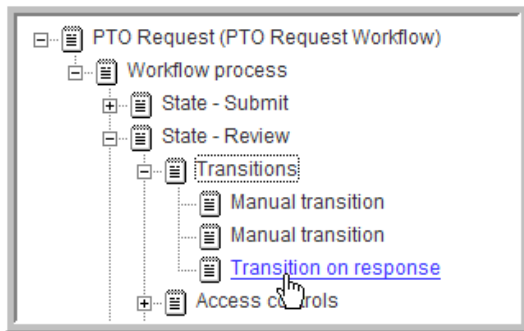 PTO Request (PTO Request Workflow)
Workflow process
State - Submit
State - Review
Transitions
Manual transition
Manual transition
Transition on response
Access controls